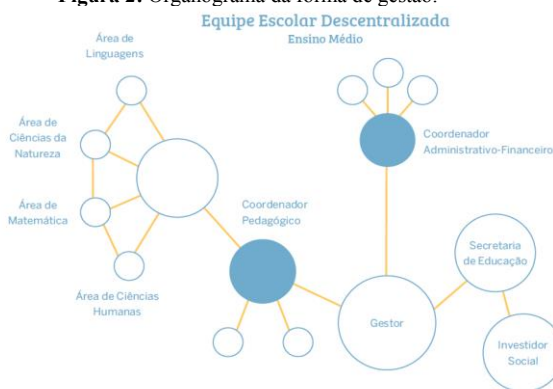 Figura 2: Organograma da forma de gestão.
Equipe Escolar Descentralizada
Ensino Médio
Área de
Linguagens
Área de
Ciências da
Natureza
Área de
Matemática
Área de Ciências
Humanas
Coordenador
Pedagógico
Coordenador
Administrativo-Financeiro
Gestor
Secretaria
de Educação
Investidor
Social